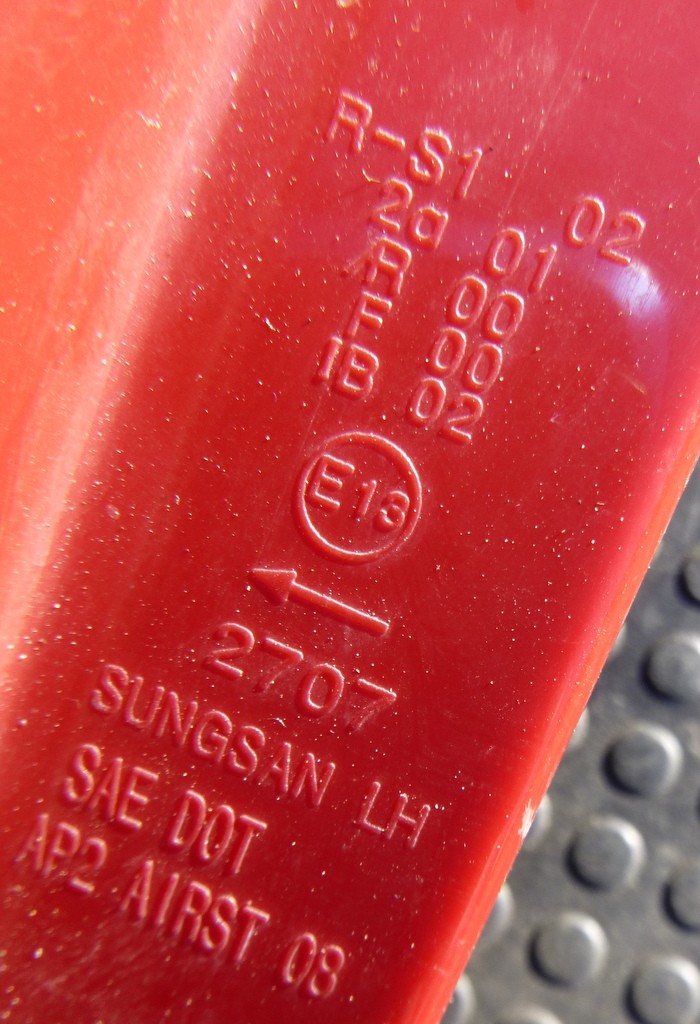 R-S1 02
2a 01
AR 00
F 00
IB 02
E13
2707
SUNGSAN LH
SAE DOT
AP2 AIRST 08